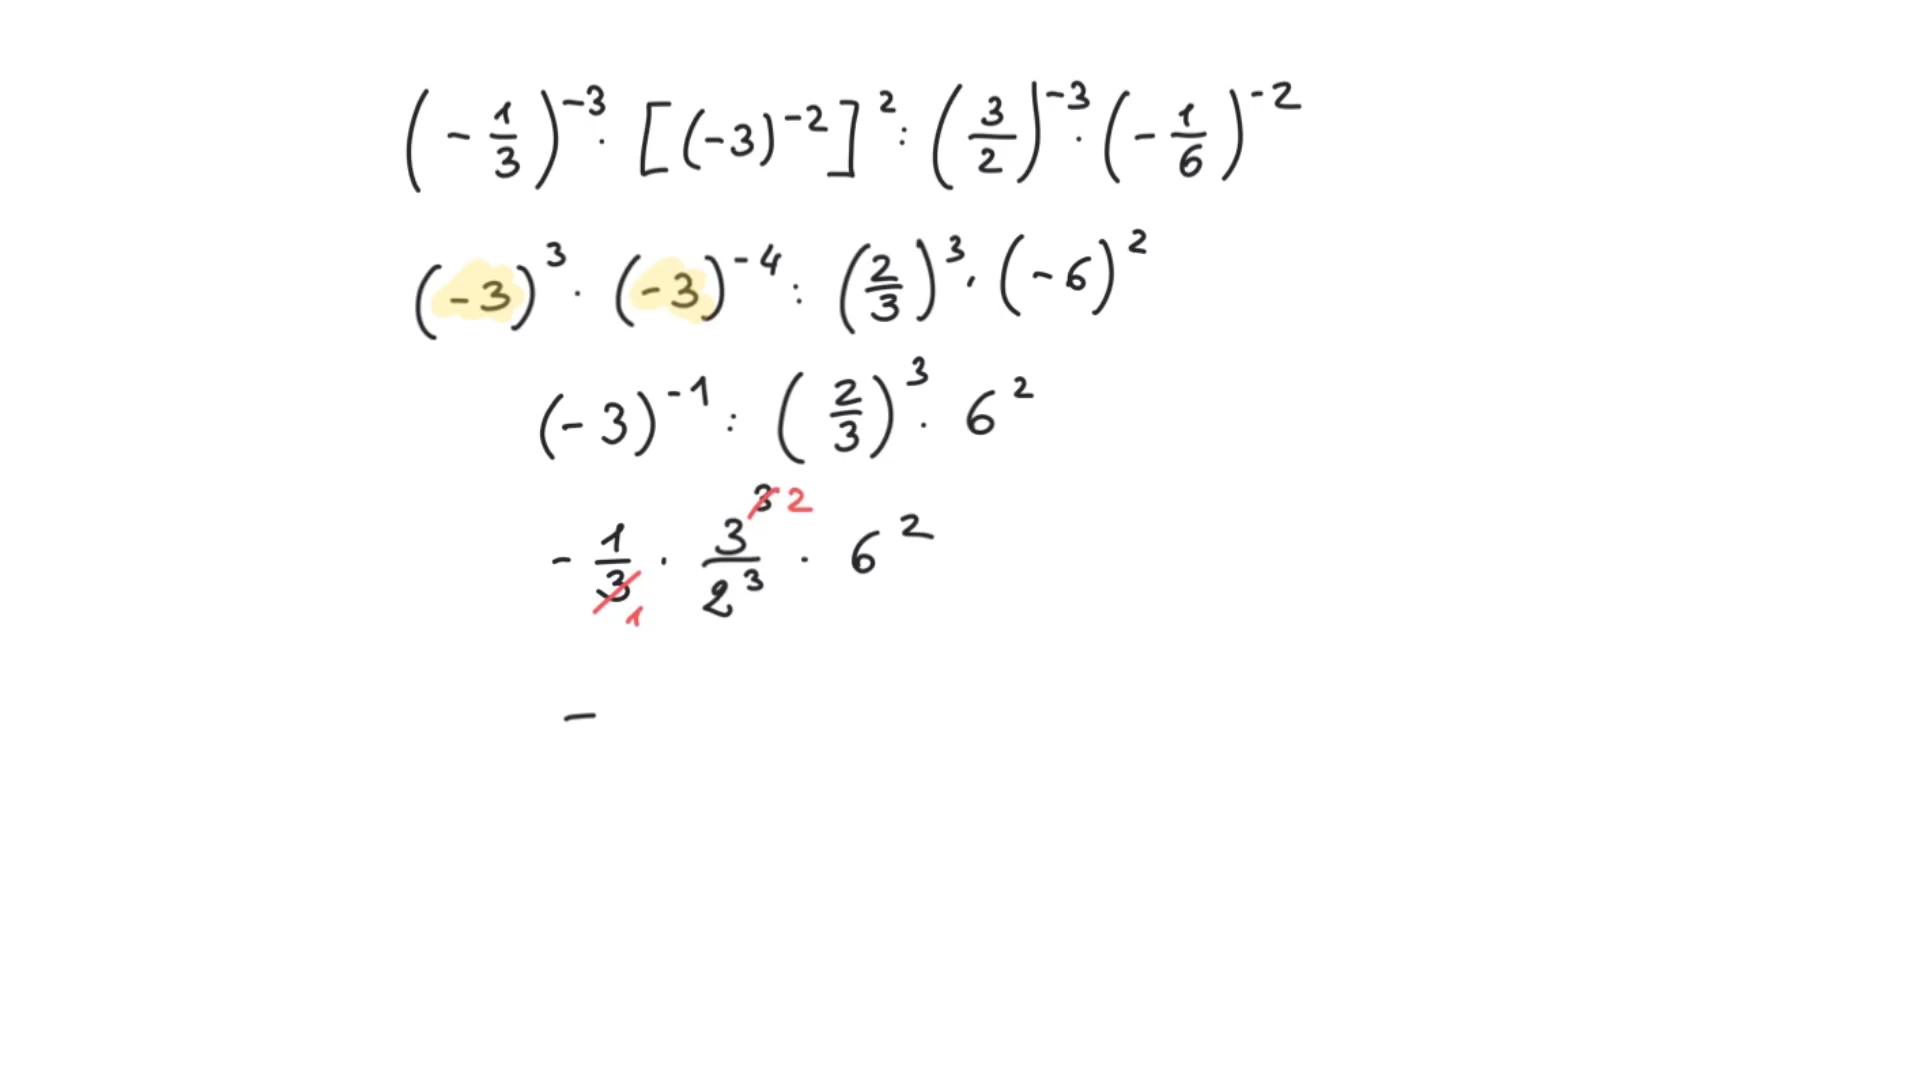 (-1/3)^-3 · [(-3)^-2]^2 : (3/2)^-3 · (-1/6)^-2
(-3)^3 · (-3)^-4 : (2/3)^3 · (-6)^2
(-3)^-1 : (2/3)^3 · 6^2
- 1/3 1 · 3^3 2/2^3 · 6^2
-